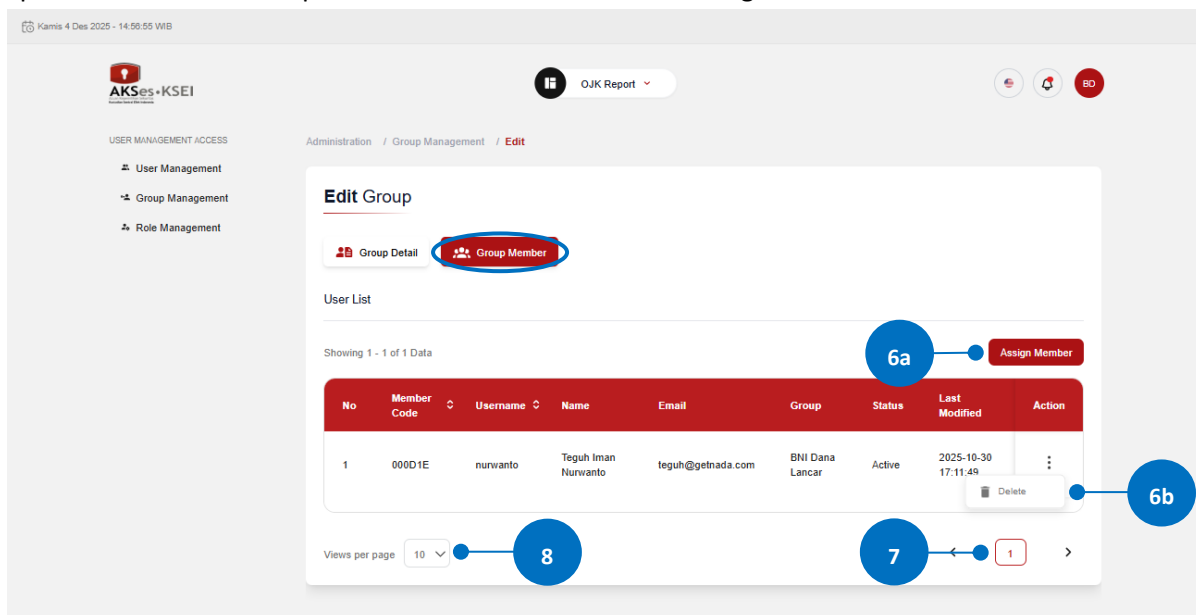 Kamis 4 Des 2025 - 14:56:55 WIB
AKSes•KSEI
OJK Report
BD
USER MANAGEMENT ACCESS
User Management
Group Management
Role Management
Administration / Group Management / Edit
Edit Group
Group Detail
Group Member
User List
Showing 1 - 1 of 1 Data
6a
Assign Member
No Member Code Username Name Email Group Status Last Modified Action
1 000D1E nurwanto Teguh Iman Nurwanto teguh@getnada.com BNI Dana Lancar Active 2025-10-30 17:11:49
Delete
6b
Views per page 10
8
7
1